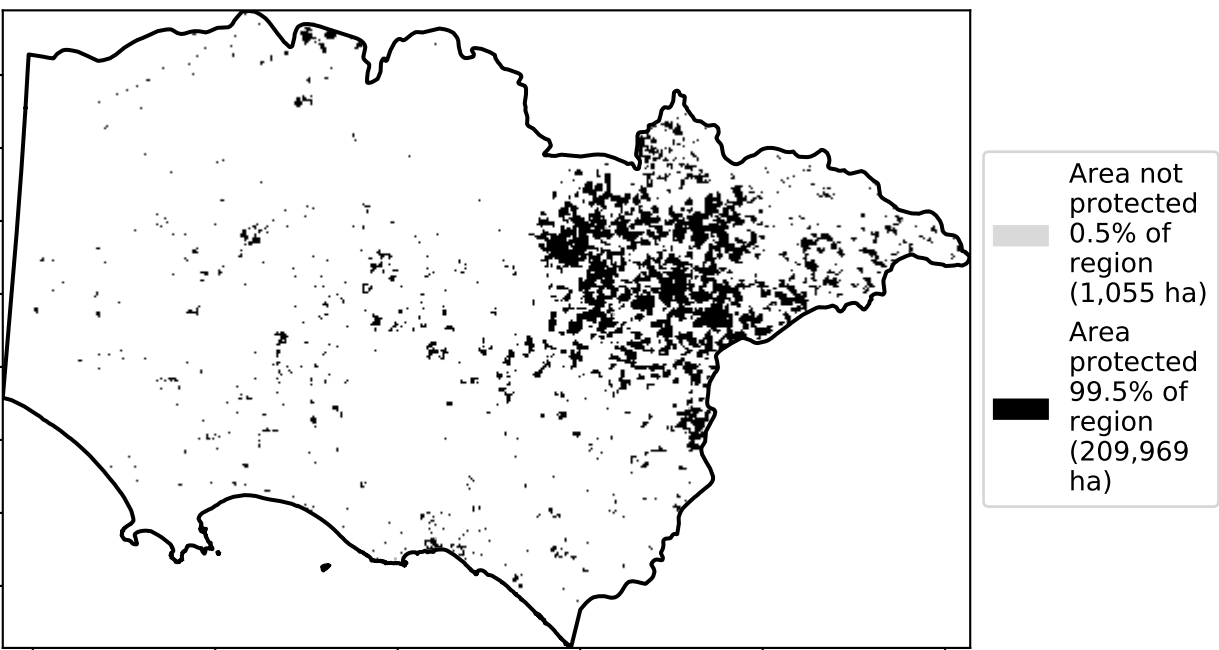 Area not
protected
0.5% of
region
(1,055 ha)
Area
protected
99.5% of
region
(209,969
ha)